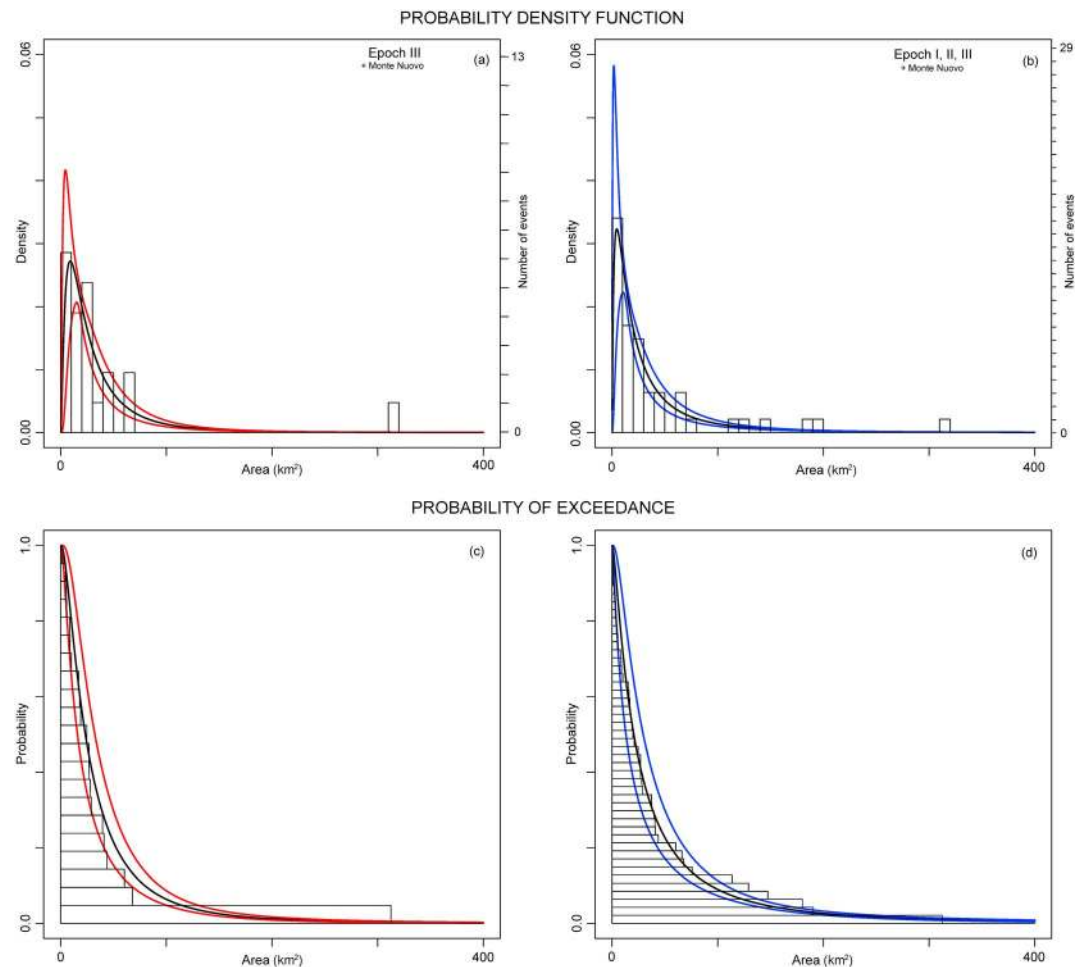 PROBABILITY DENSITY FUNCTION
0.06
Epoch III
+ Monte Nuovo
(a)
13
Density
Number of events
0.00
0
0
Area (km²)
400
0.06
Epoch I, II, III
+ Monte Nuovo
(b)
29
Density
Number of events
0.00
0
0
Area (km²)
400
PROBABILITY OF EXCEEDANCE
1.0
(c)
Probability
0.0
0
Area (km²)
400
1.0
(d)
Probability
0.0
0
Area (km²)
400